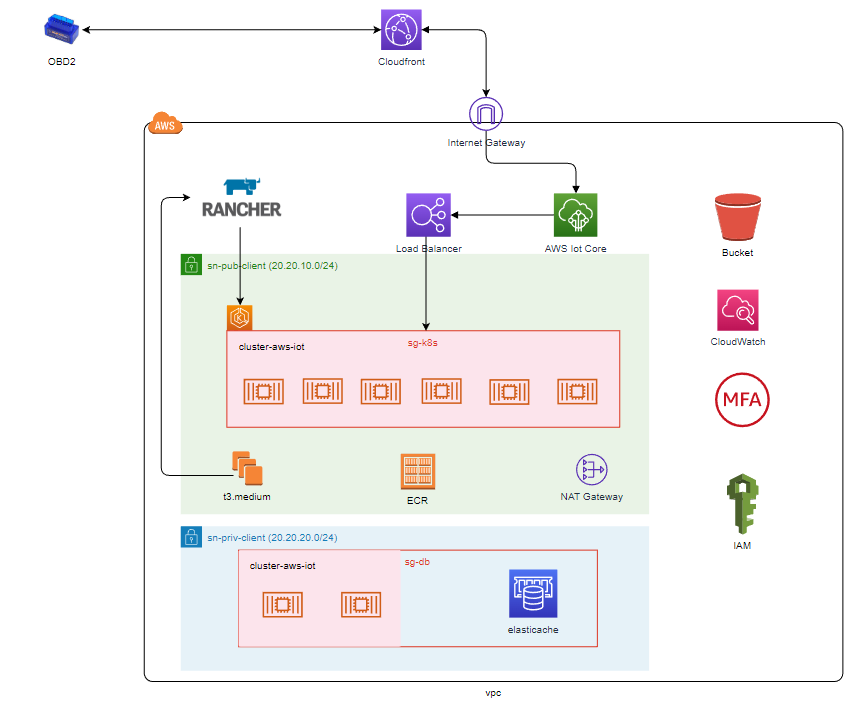 OBD2
Cloudfront
AWS
Internet Gateway
RANCHER
Load Balancer
AWS Iot Core
Bucket
sn-pub-client (20.20.10.0/24)
K
CloudWatch
cluster-aws-iot
sg-k8s
MFA
t3.medium
ECR
NAT Gateway
sn-priv-client (20.20.20.0/24)
IAM
cluster-aws-iot
sg-db
elasticache
vpc